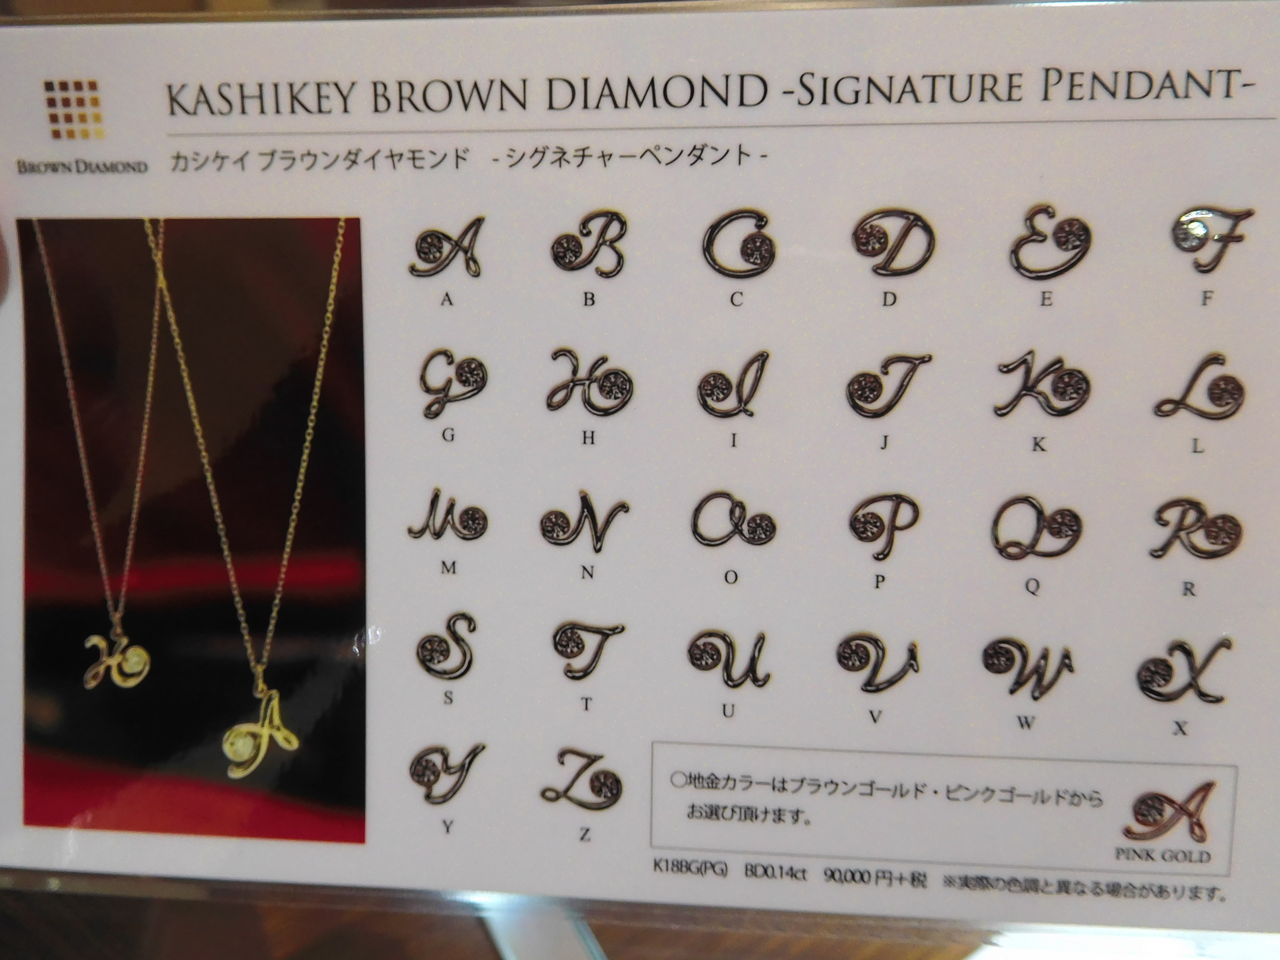 KASHIKEY BROWN DIAMOND -SIGNATURE PENDANT-
BROWN DIAMOND
カシケイ ブラウンダイヤモンド - シグネチャーペンダント -
A B C D E F
G H I J K L
M N O P Q R
S T U V W X
Y Z
〇地金カラーはブラウンゴールド・ピンクゴールドから
お選び頂けます。
PINK GOLD
K18BG(PG) BD0.14ct 90,000円+税 ※実際の色調と異なる場合があります。